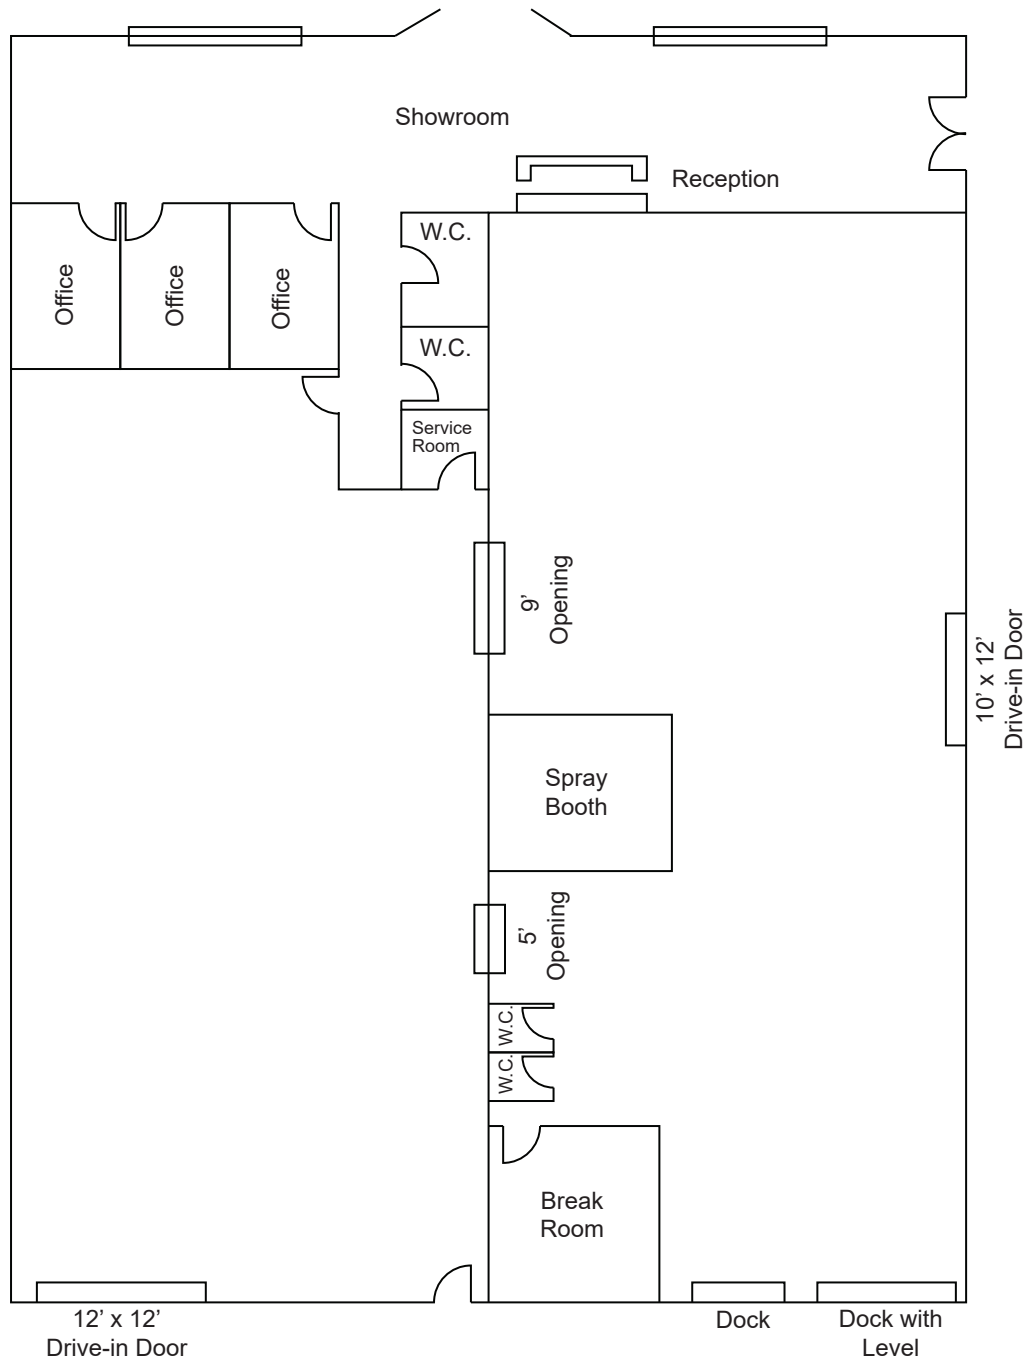 Showroom
Reception
W.C.
Office
Office
Office
W.C.
Service
Room
9’
Opening
10’ x 12’
Drive-in Door
Spray
Booth
5’
Opening
W.C.
W.C.
Break
Room
12’ x 12’
Drive-in Door
Dock
Dock with
Level